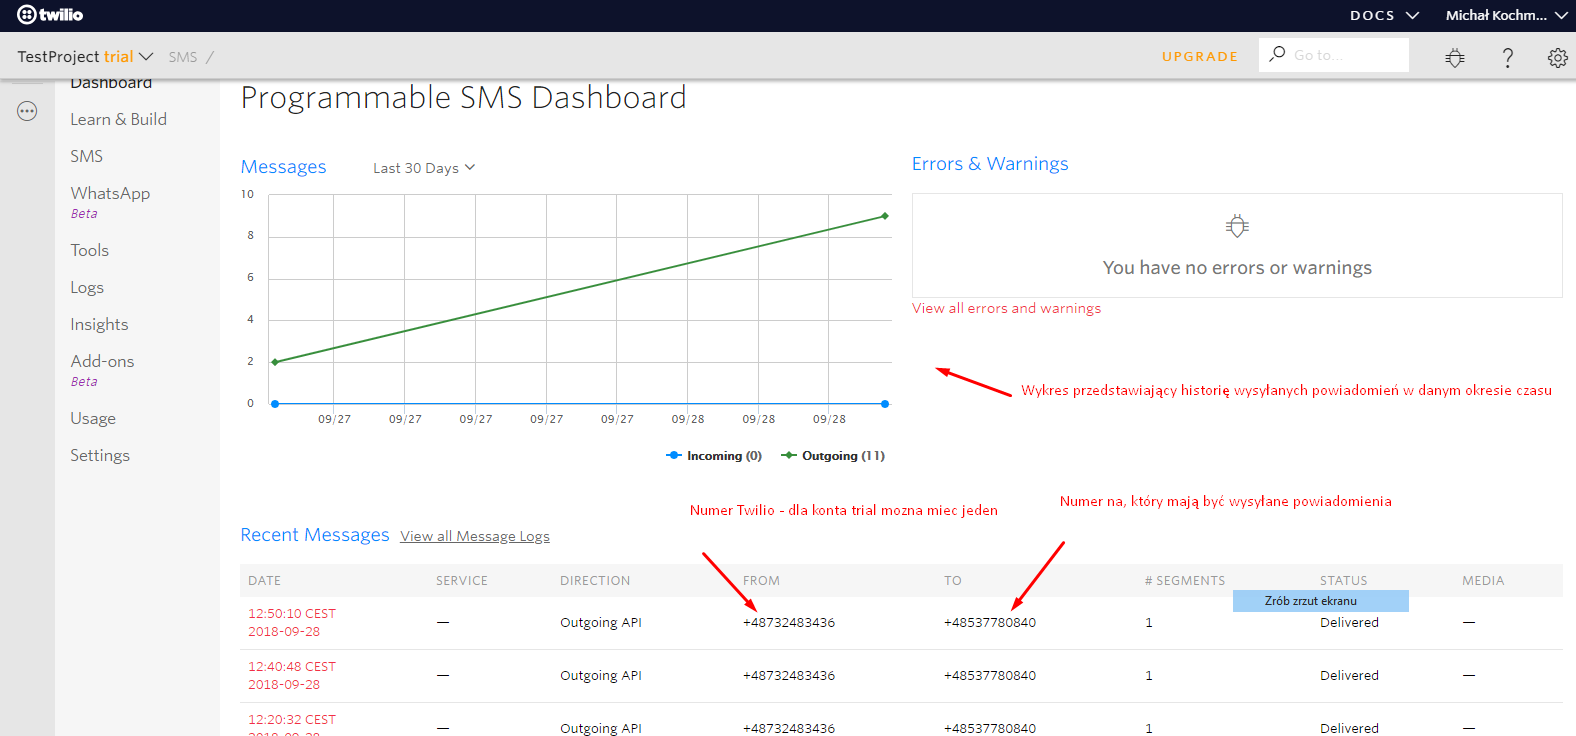 twilio
DOCS
Michał Kochm...
TestProject trial
SMS /
UPGRADE
Go to...
?
Dashboard
Learn & Build
SMS
WhatsApp
Beta
Tools
Logs
Insights
Add-ons
Beta
Usage
Settings
Programmable SMS Dashboard
Messages
Last 30 Days
10
8
6
4
2
0
09/27 09/27 09/27 09/27 09/27 09/28 09/28 09/28
Incoming (0) Outgoing (11)
Errors & Warnings
You have no errors or warnings
View all errors and warnings
Wykres przedstawiający historię wysyłanych powiadomień w danym okresie czasu
Numer Twilio - dla konta trial mozna miec jeden
Numer na, który mają być wysyłane powiadomienia
Recent Messages View all Message Logs
DATE SERVICE DIRECTION FROM TO # SEGMENTS STATUS MEDIA
Zrób zrzut ekranu
12:50:10 CEST
2018-09-28
— Outgoing API +48732483436 +48537780840 1 Delivered —
12:40:48 CEST
2018-09-28
— Outgoing API +48732483436 +48537780840 1 Delivered —
12:20:32 CEST
2018-09-28
— Outgoing API +48732483436 +48537780840 1 Delivered —